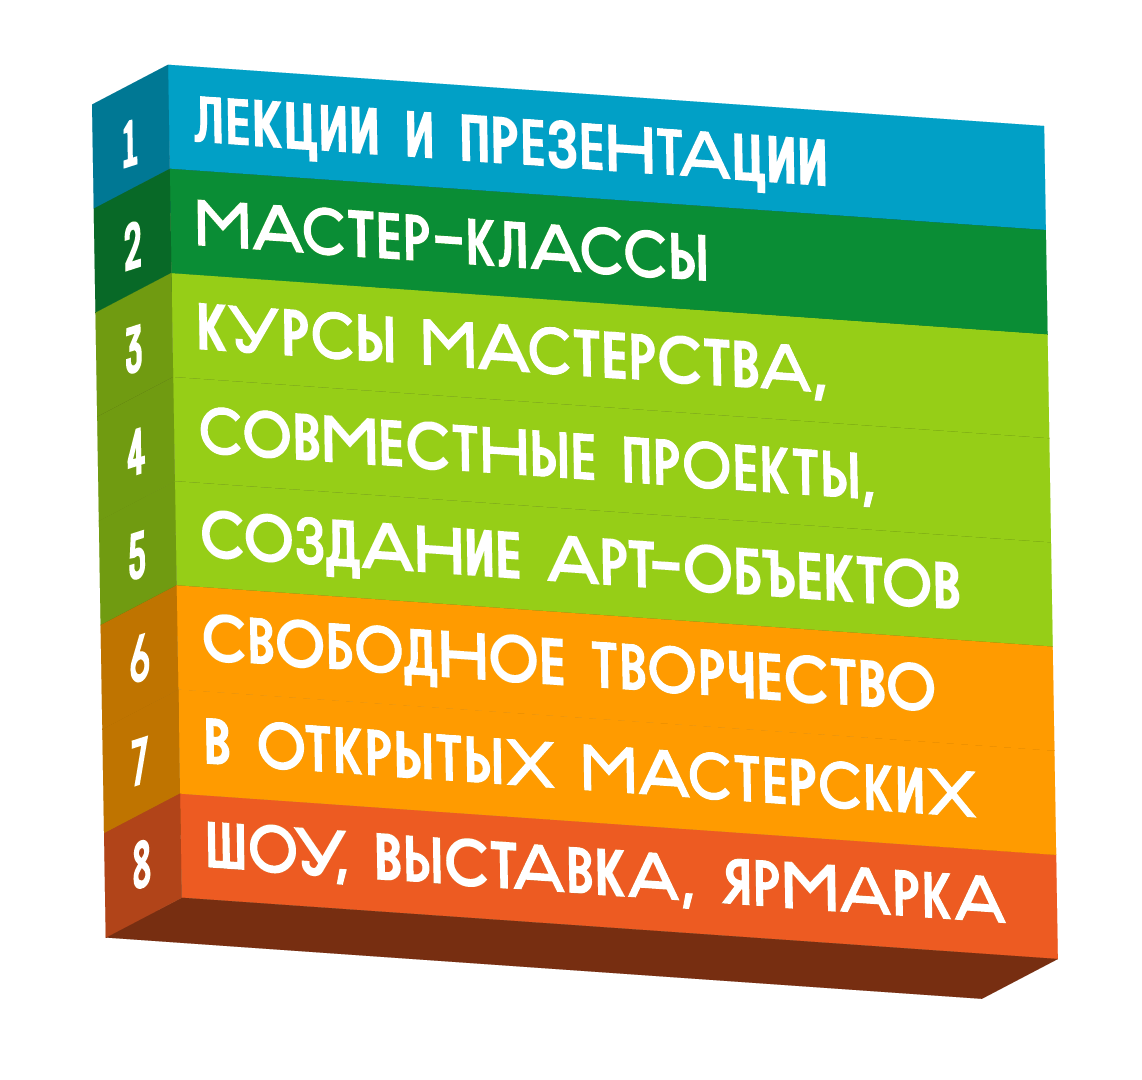 1 ЛЕКЦИИ И ПРЕЗЕНТАЦИИ
2 МАСТЕР-КЛАССЫ
3 КУРСЫ МАСТЕРСТВА,
4 СОВМЕСТНЫЕ ПРОЕКТЫ,
5 СОЗДАНИЕ АРТ-ОБЪЕКТОВ
6 СВОБОДНОЕ ТВОРЧЕСТВО
7 В ОТКРЫТЫХ МАСТЕРСКИХ
8 ШОУ, ВЫСТАВКА, ЯРМАРКА